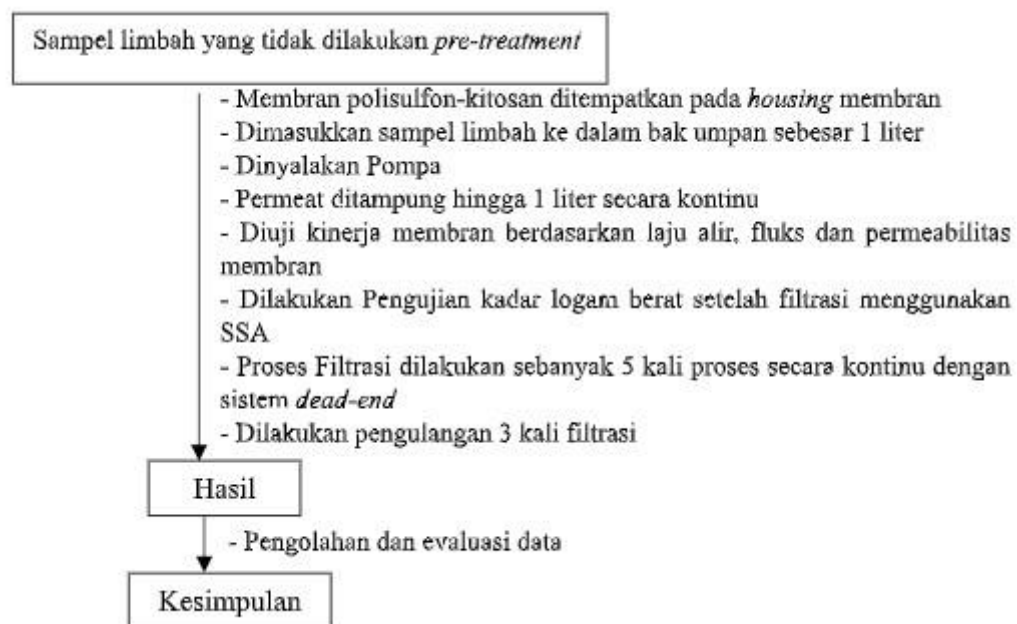 Sampel limbah yang tidak dilakukan pre-treatment
- Membran polisulfon-kitosan ditempatkan pada housing membran
- Dimasukkan sampel limbah ke dalam bak umpan sebesar 1 liter
- Dinyalakan Pompa
- Permeat ditampung hingga 1 liter secara kontinu
- Diuji kinerja membran berdasarkan laju alir, fluks dan permeabilitas
membran
- Dilakukan Pengujian kadar logam berat setelah filtrasi menggunakan
SSA
- Proses Filtrasi dilakukan sebanyak 5 kali proses secara kontinu dengan
sistem dead-end
- Dilakukan pengulangan 3 kali filtrasi
Hasil
- Pengolahan dan evaluasi data
Kesimpulan